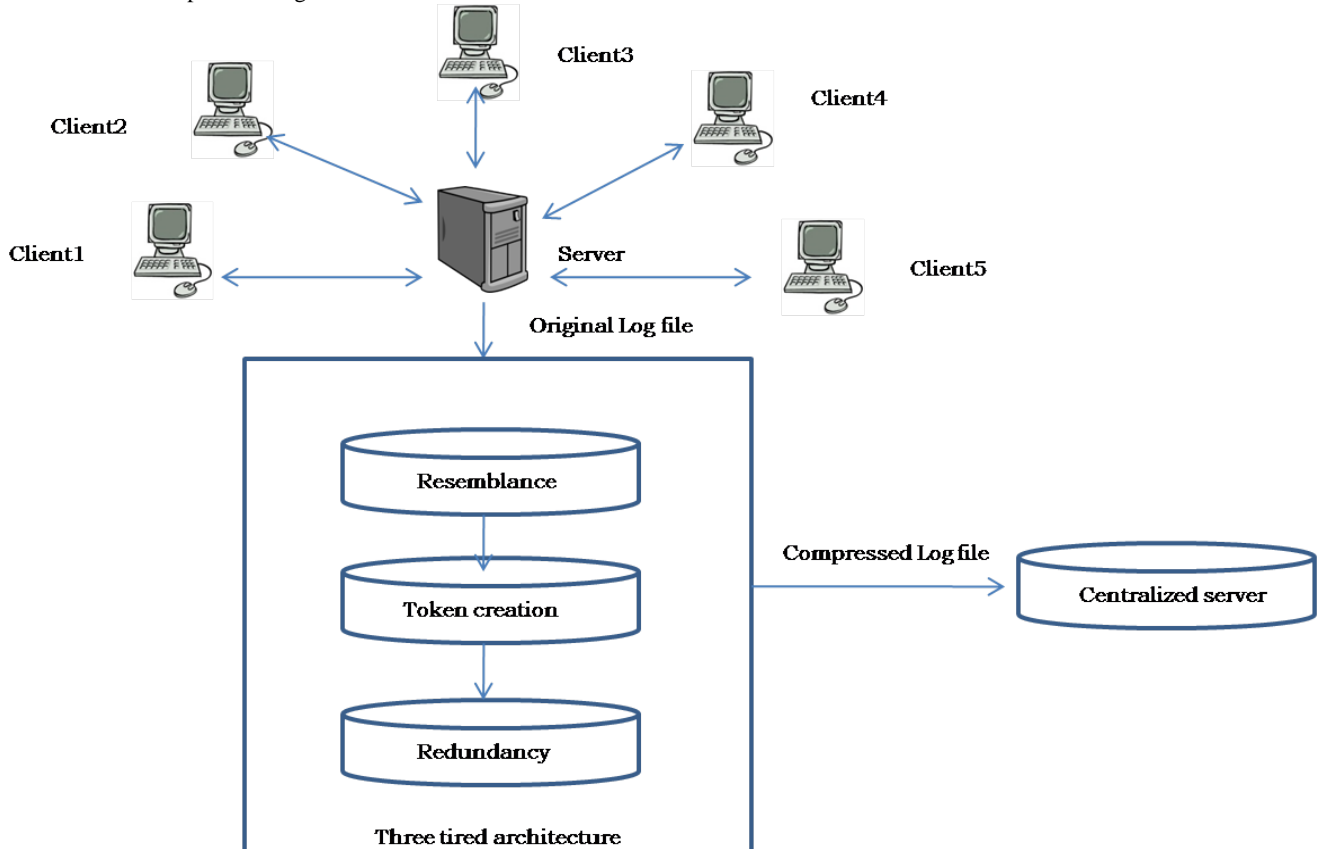 Client3
Client4
Client2
Client1
Server
Client5
Original Log file
Resemblance
Compressed Log file
Centralized server
Token creation
Redundancy
Three tired architecture